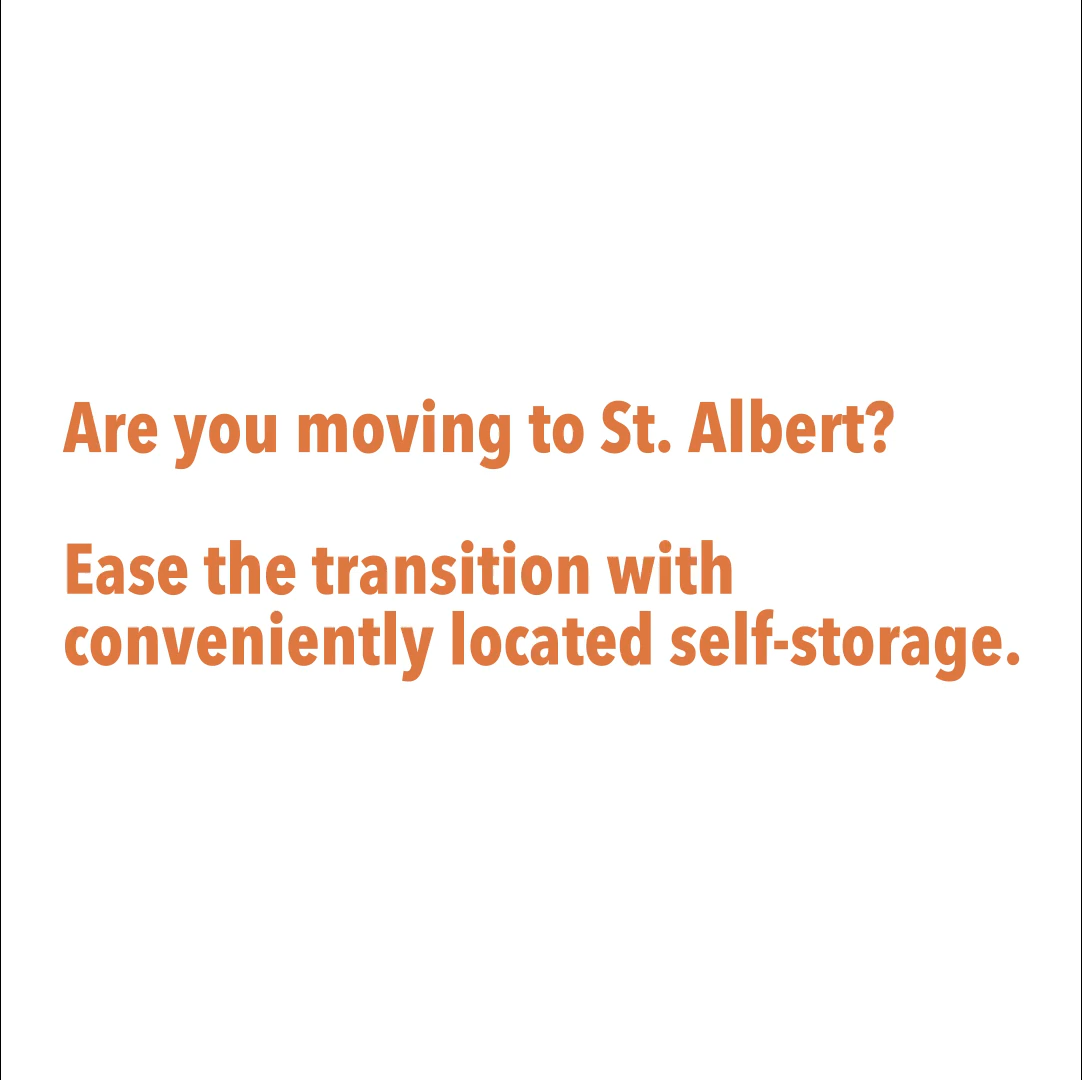 Are you moving to St. Albert?
Ease the transition with
conveniently located self-storage.